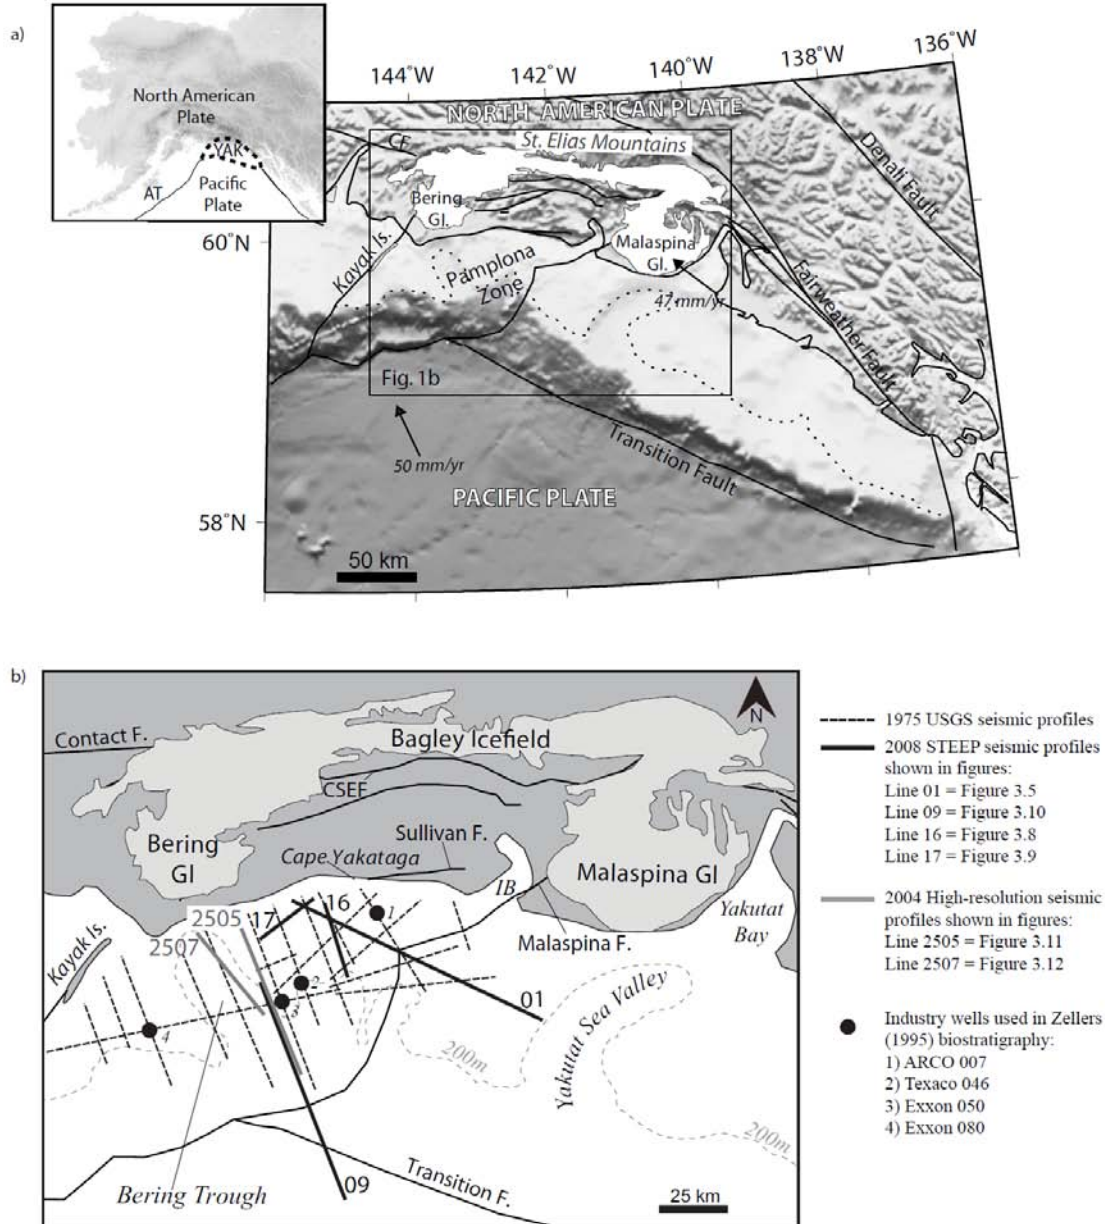 a)
North American
Plate
YAK
AT
Pacific
Plate
144°W
142°W
140°W
138°W
136°W
NORTH AMERICAN PLATE
CF
St. Elias Mountains
Denali Fault
Bering
Gl.
60°N
Kayak Is.
Pamplona
Zone
Malaspina
Gl.
47 mm/yr
Fairweather Fault
Fig. 1b
50 mm/yr
Transition Fault
PACIFIC PLATE
58°N
50 km
b)
N
Contact F.
Bagley Icefield
CSEF
Bering
Gl
Sullivan F.
Cape Yakataga
Malaspina Gl
IB
Yakutat
Bay
Malaspina F.
Kayak Is.
2505
2507
17
16
1
2
3
4
01
Yakutat Sea Valley
200m
200m
Bering Trough
09
Transition F.
25 km
1975 USGS seismic profiles
2008 STEEP seismic profiles
shown in figures:
Line 01 = Figure 3.5
Line 09 = Figure 3.10
Line 16 = Figure 3.8
Line 17 = Figure 3.9
2004 High-resolution seismic
profiles shown in figures:
Line 2505 = Figure 3.11
Line 2507 = Figure 3.12
Industry wells used in Zellers
(1995) biostratigraphy:
1) ARCO 007
2) Texaco 046
3) Exxon 050
4) Exxon 080